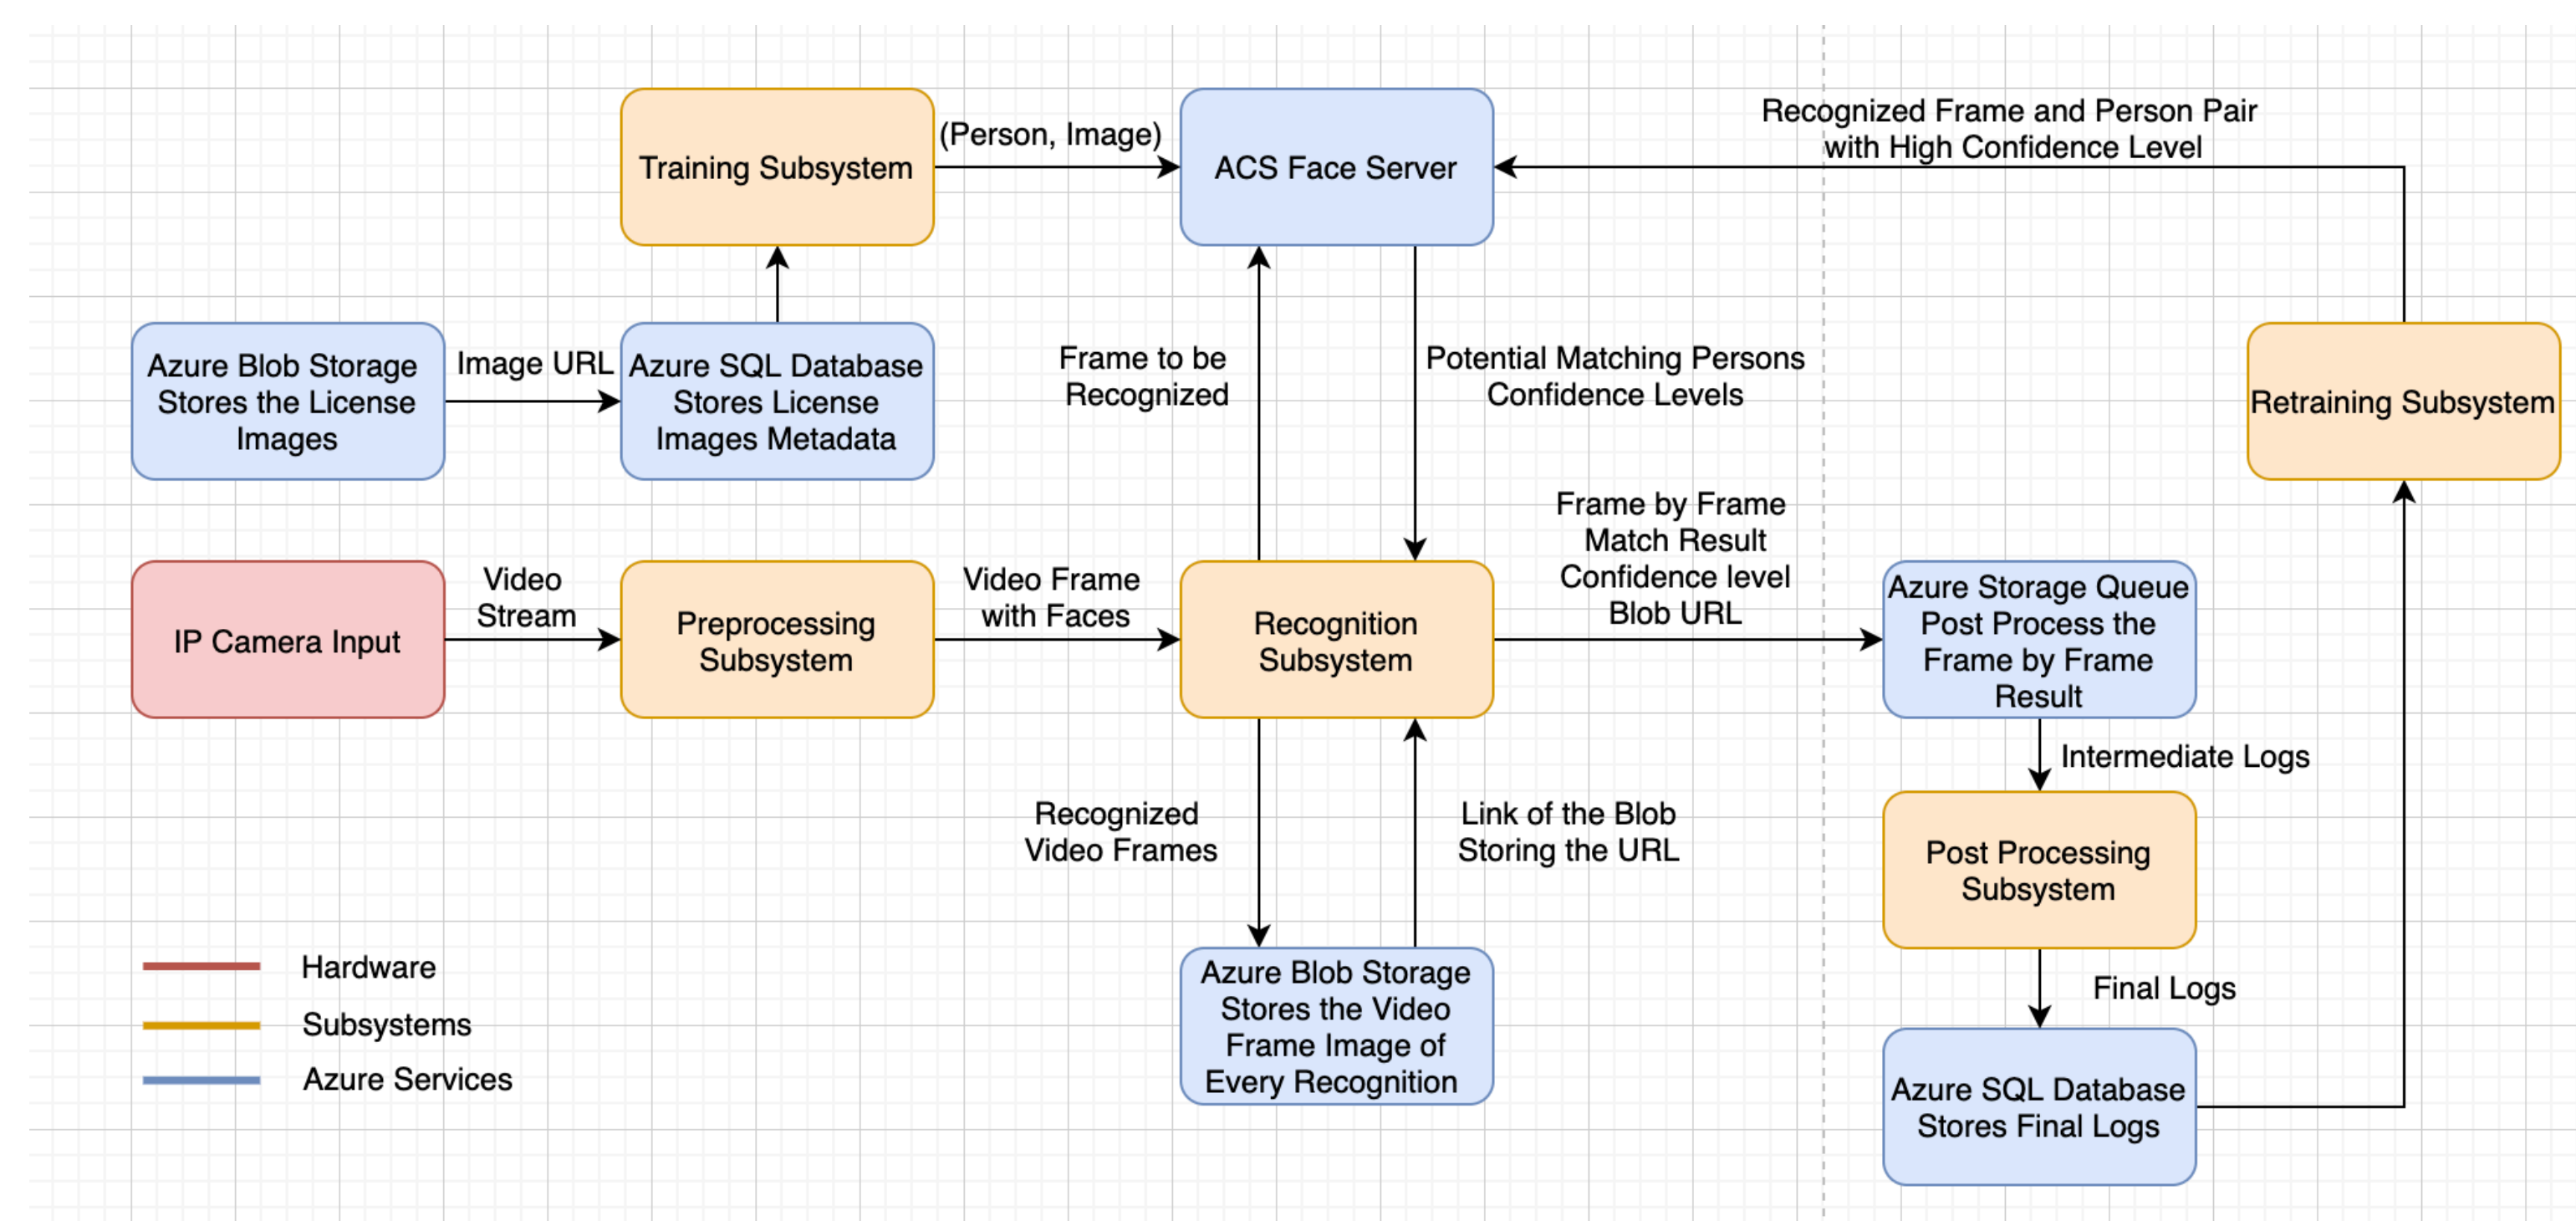 Training Subsystem
(Person, Image)
ACS Face Server
Recognized Frame and Person Pair
with High Confidence Level
Azure Blob Storage
Stores the License
Images
Image URL
Azure SQL Database
Stores License
Images Metadata
Frame to be
Recognized
Potential Matching Persons
Confidence Levels
Retraining Subsystem
IP Camera Input
Video
Stream
Preprocessing
Subsystem
Video Frame
with Faces
Recognition
Subsystem
Frame by Frame
Match Result
Confidence level
Blob URL
Azure Storage Queue
Post Process the
Frame by Frame
Result
Intermediate Logs
Recognized
Video Frames
Link of the Blob
Storing the URL
Post Processing
Subsystem
Final Logs
Azure Blob Storage
Stores the Video
Frame Image of
Every Recognition
Azure SQL Database
Stores Final Logs
Hardware
Subsystems
Azure Services